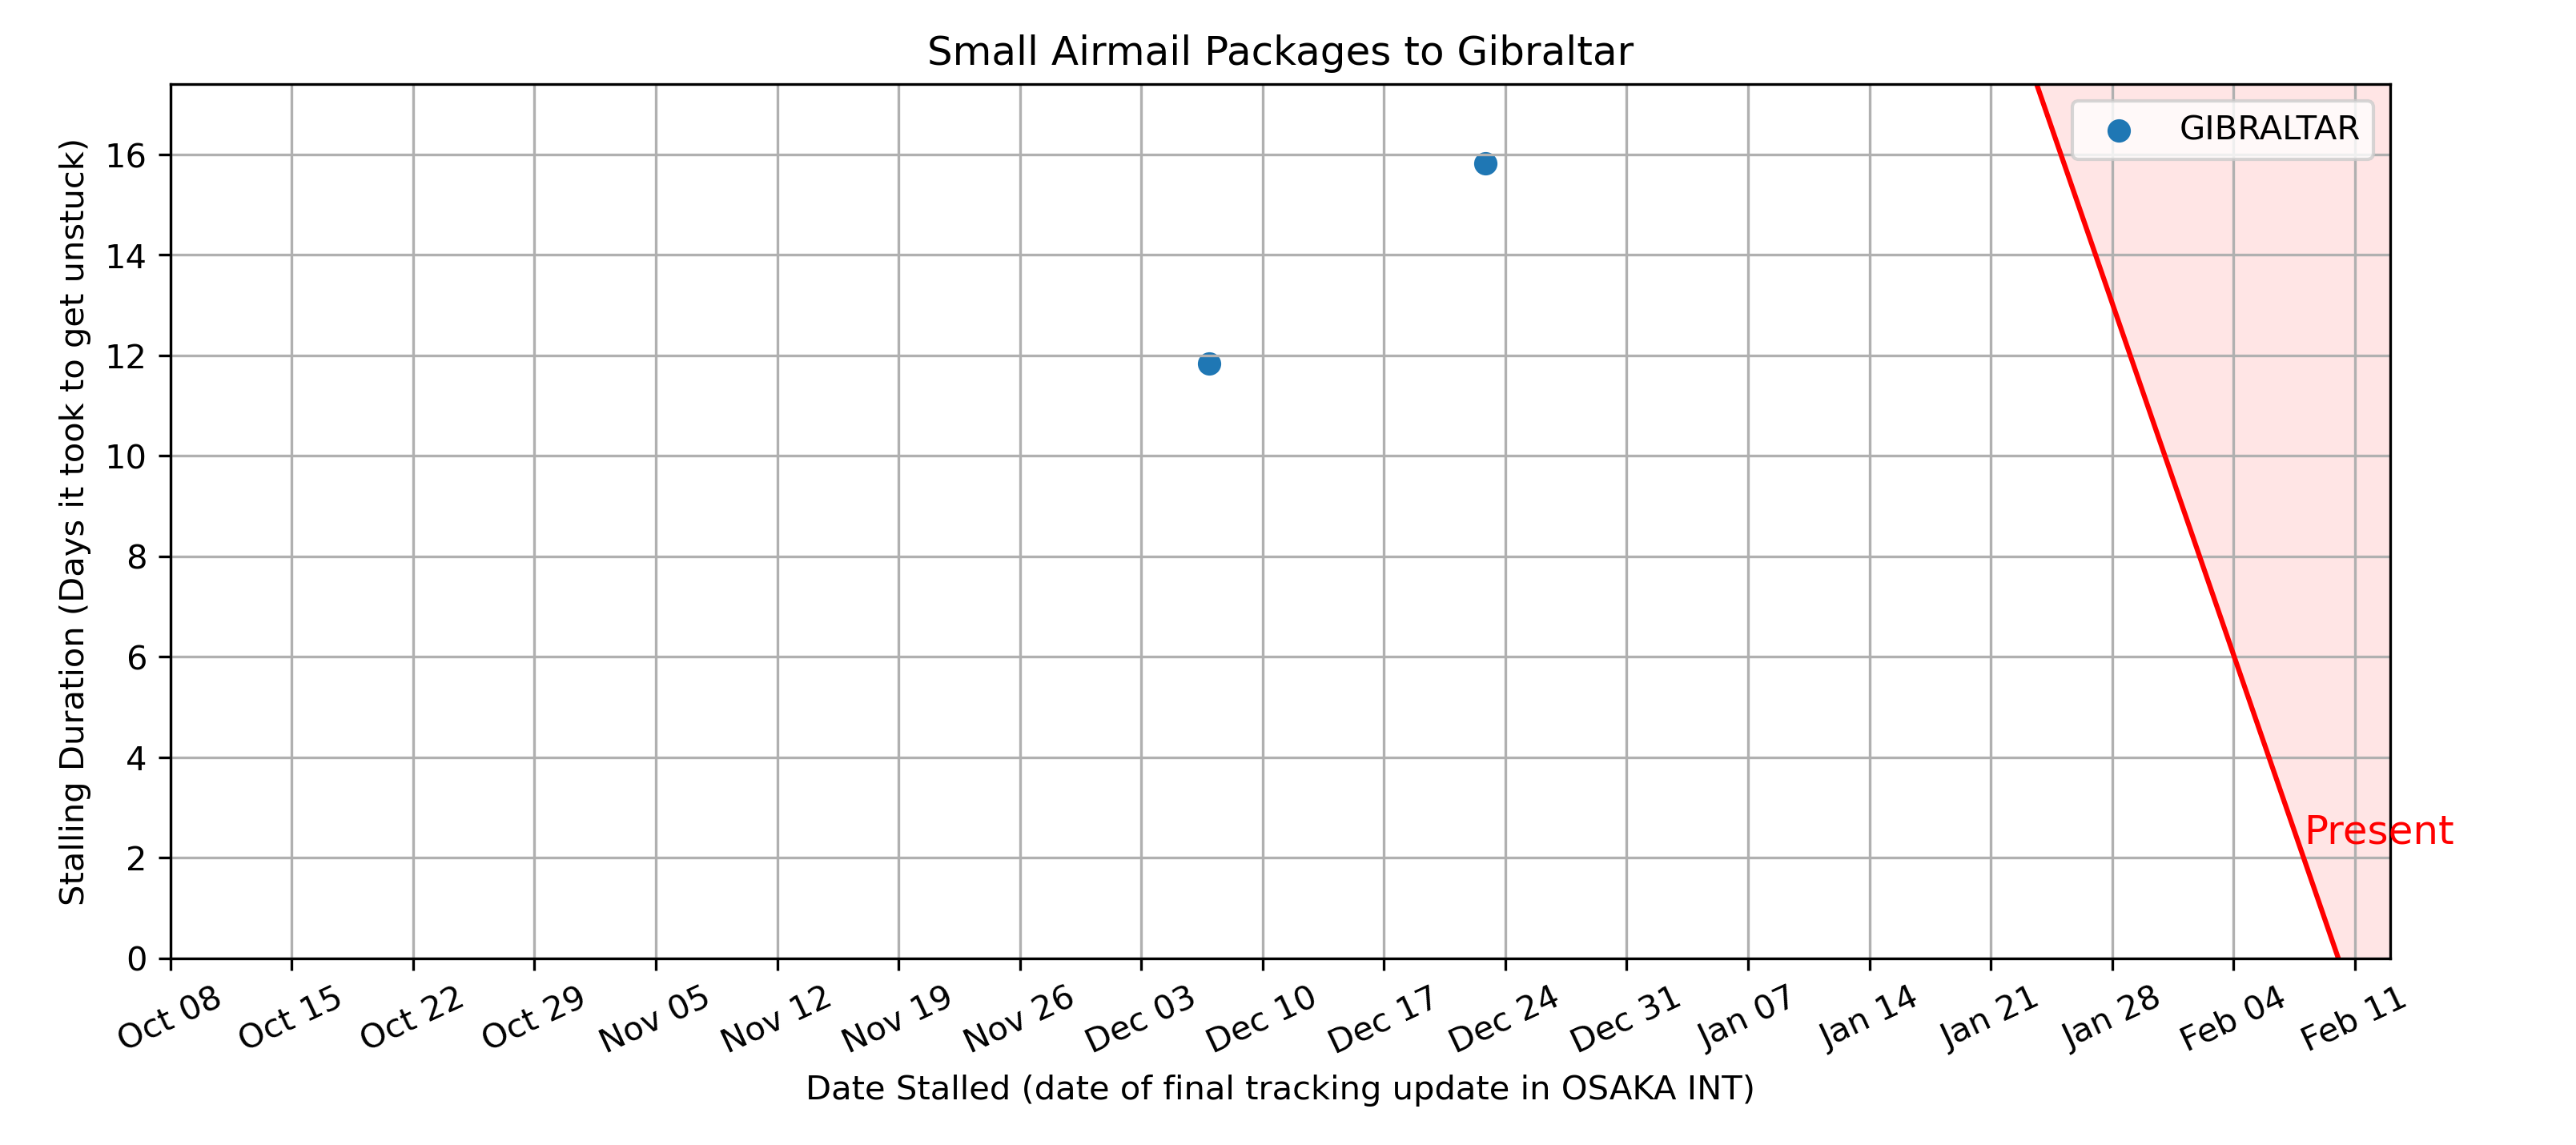 Small Airmail Packages to Gibraltar
GIBRALTAR
Stalling Duration (Days it took to get unstuck)
16
14
12
10
8
6
4
2
0
Present
Oct 08 Oct 15 Oct 22 Oct 29 Nov 05 Nov 12 Nov 19 Nov 26 Dec 03 Dec 10 Dec 17 Dec 24 Dec 31 Jan 07 Jan 14 Jan 21 Jan 28 Feb 04 Feb 11
Date Stalled (date of final tracking update in OSAKA INT)